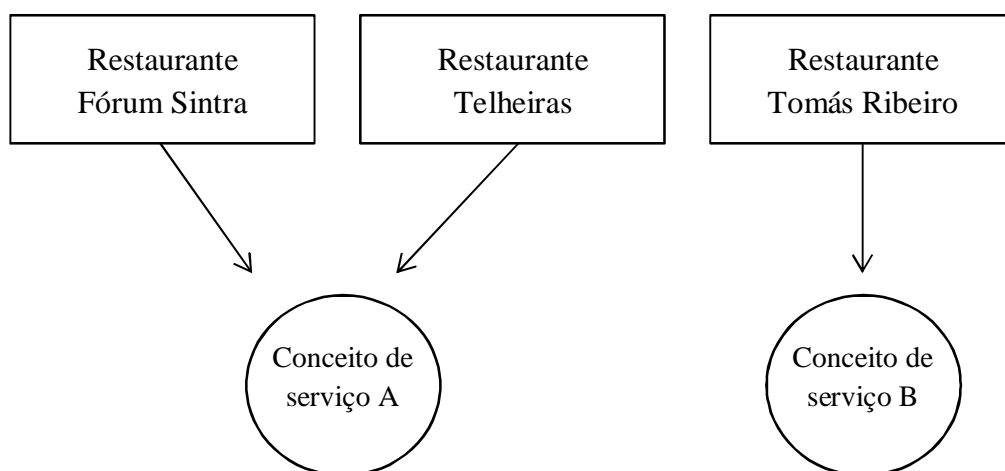 Restaurante
Fórum Sintra
Restaurante
Telheiras
Restaurante
Tomás Ribeiro
Conceito de
serviço A
Conceito de
serviço B